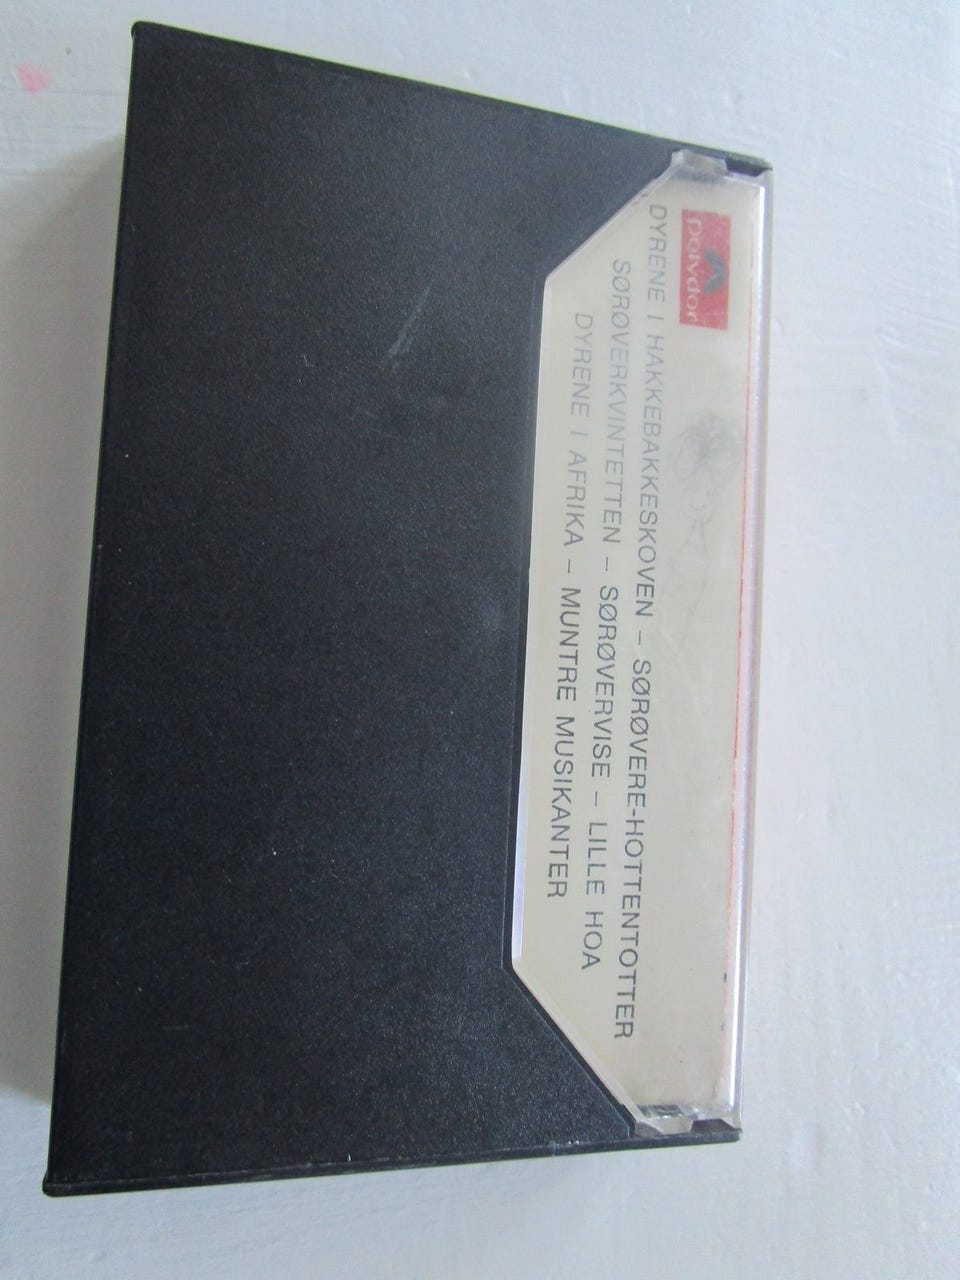 polydor
DYRENE I HAKKEBAKKESKOVEN – SØRØVERE-HOTTENTOTTER
SØRØVERKVINTETTEN – SØRØVERVISE – LILLE HOA
DYRENE I AFRIKA – MUNTRE MUSIKANTER